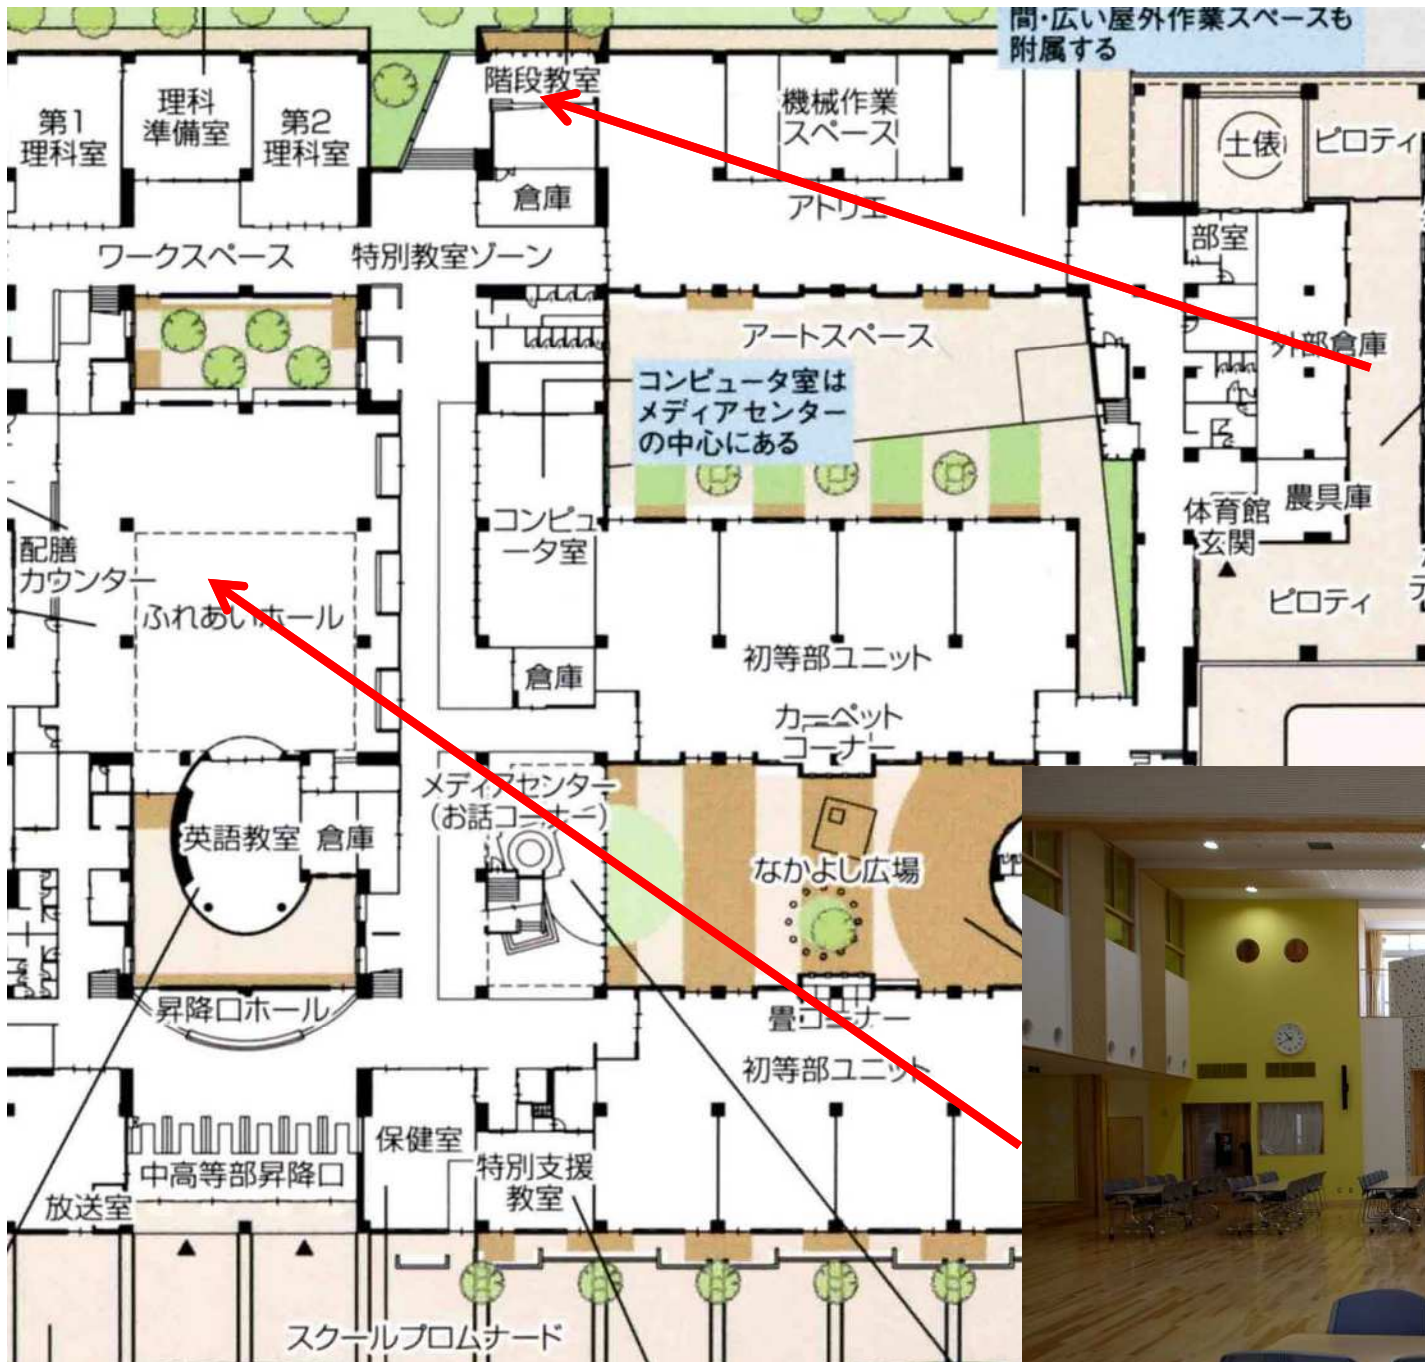 間・広い屋外作業スペースも
附属する
階段教室
理科
準備室
第1
理科室
第2
理科室
機械作業
スペース
土俵
ピロティ
倉庫
アトリエ
部室
ワークスペース
特別教室ゾーン
アートスペース
外部倉庫
コンピュータ室は
メディアセンター
の中心にある
コンピュ
ータ室
体育館
玄関
農具庫
配膳
カウンター
ふれあいホール
ピロティ
初等部ユニット
倉庫
カーペット
コーナー
メディアセンター
(お話コーナー)
英語教室
倉庫
なかよし広場
昇降口ホール
畳コーナー
初等部ユニット
保健室
特別支援
教室
中高等部昇降口
放送室
スクールプロムナード